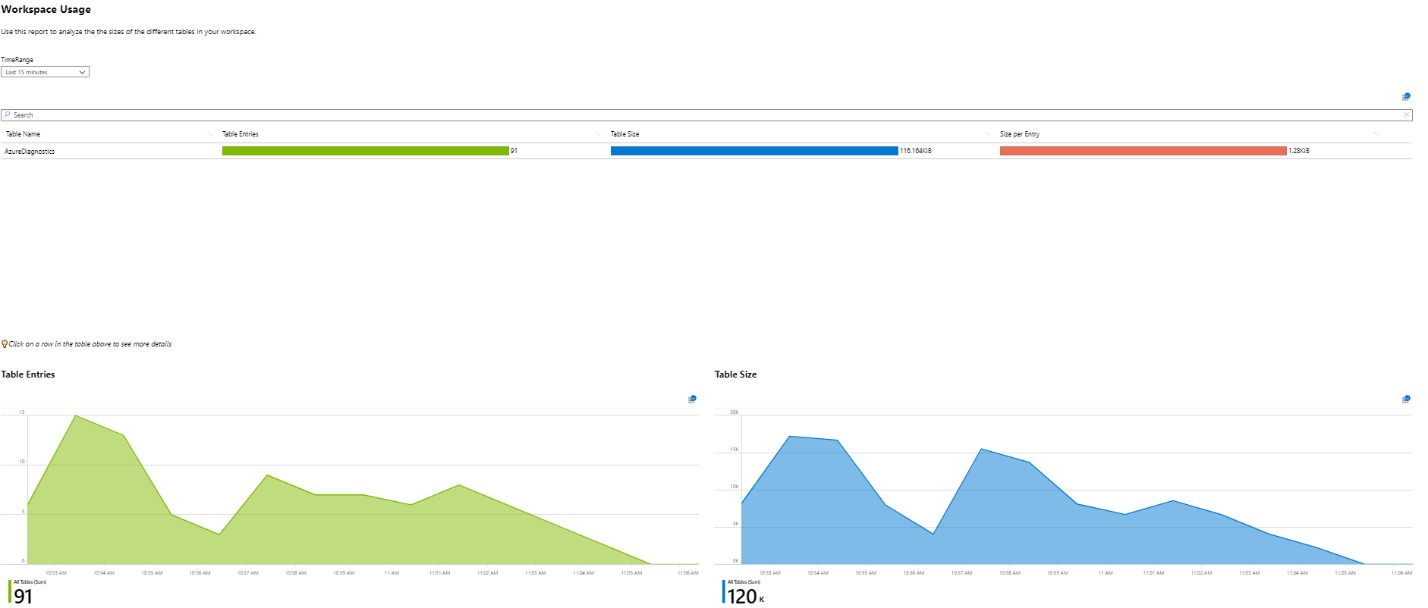 Workspace Usage
Use this report to analyze the the sizes of the different tables in your workspace.
TimeRange
Last 15 minutes
Search
Table Name Table Entries Table Size Size per Entry
AzureDiagnostics 91 116.164KiB 1.28KiB
Click on a row in the table above to see more details
Table Entries
15
10
5
0
10:53 AM 10:54 AM 10:55 AM 10:56 AM 10:57 AM 10:58 AM 10:59 AM 11 AM 11:01 AM 11:02 AM 11:03 AM 11:04 AM 11:05 AM 11:06 AM
All Tables (Sum)
91
Table Size
20K
15K
10K
5K
0K
10:53 AM 10:54 AM 10:55 AM 10:56 AM 10:57 AM 10:58 AM 10:59 AM 11 AM 11:01 AM 11:02 AM 11:03 AM 11:04 AM 11:05 AM 11:06 AM
All Tables (Sum)
120 K